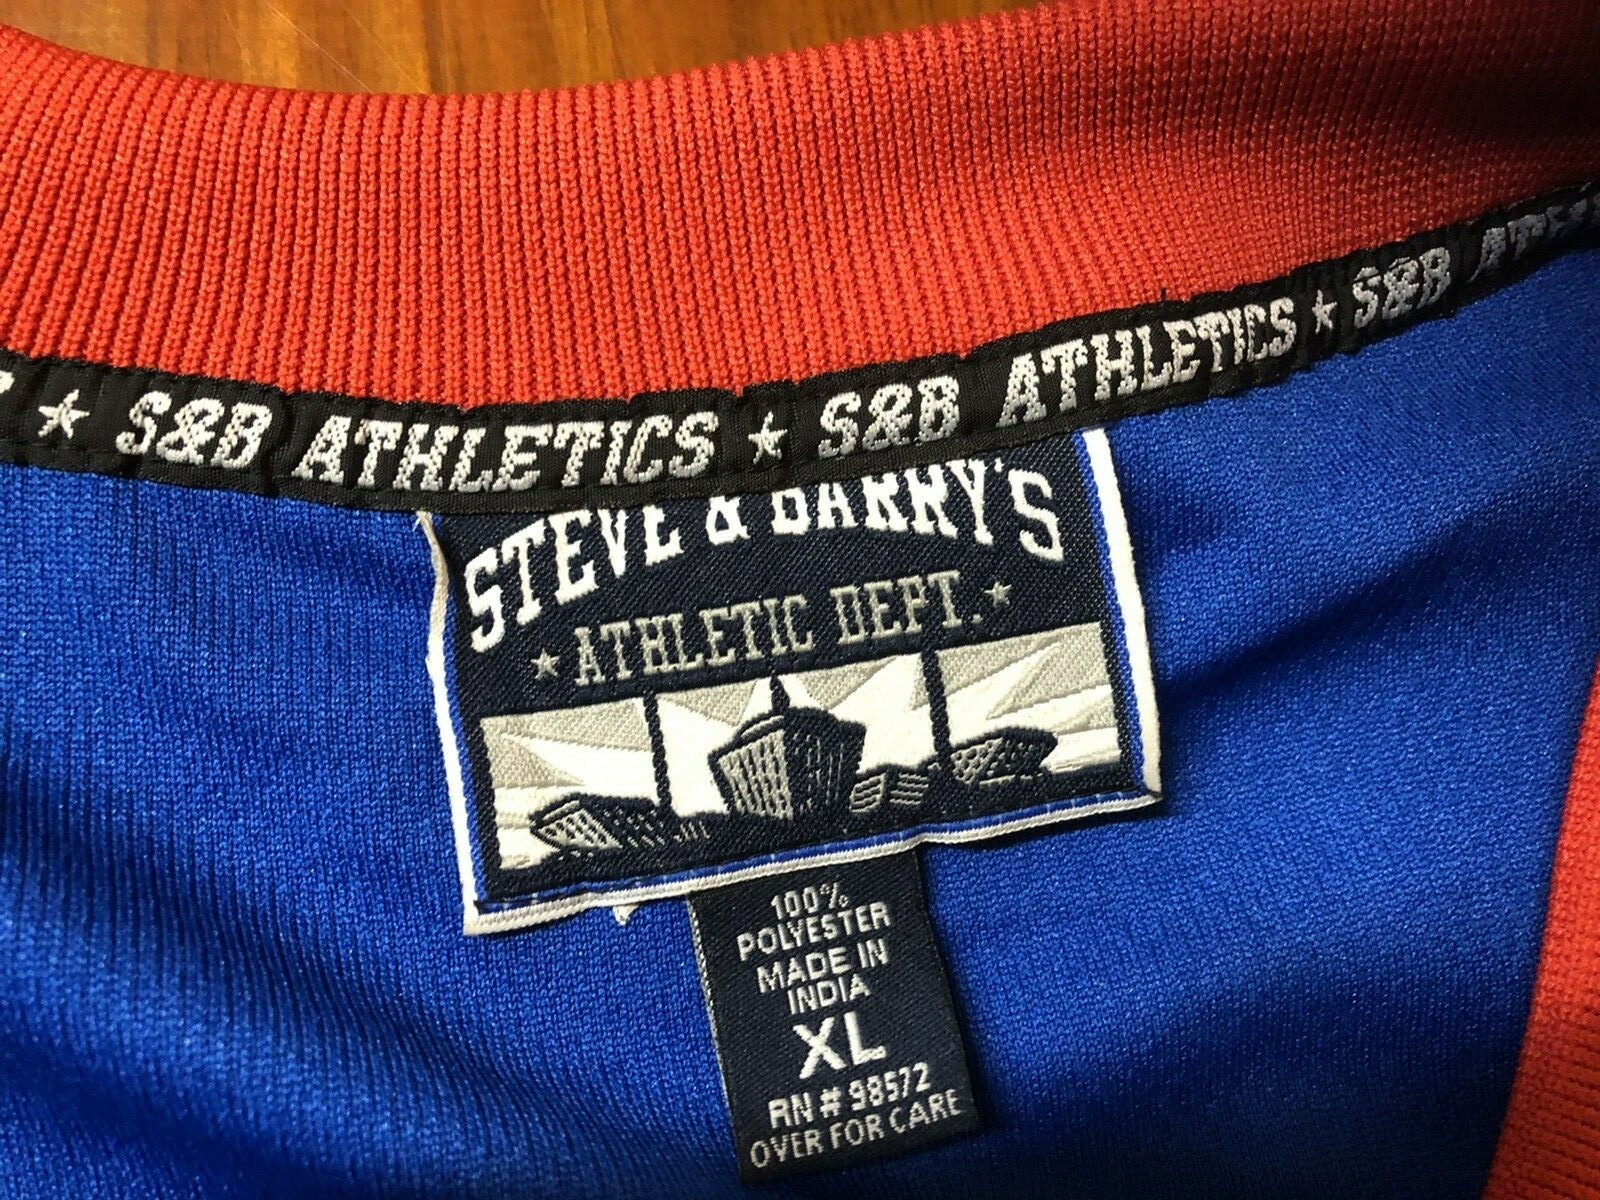 ★ S&B ATHLETICS ★ S&B ATHLETICS ★ S&B
STEVE & BARRY'S
★ ATHLETIC DEPT. ★
100%
POLYESTER
MADE IN
INDIA
XL
RN # 98572
OVER FOR CARE